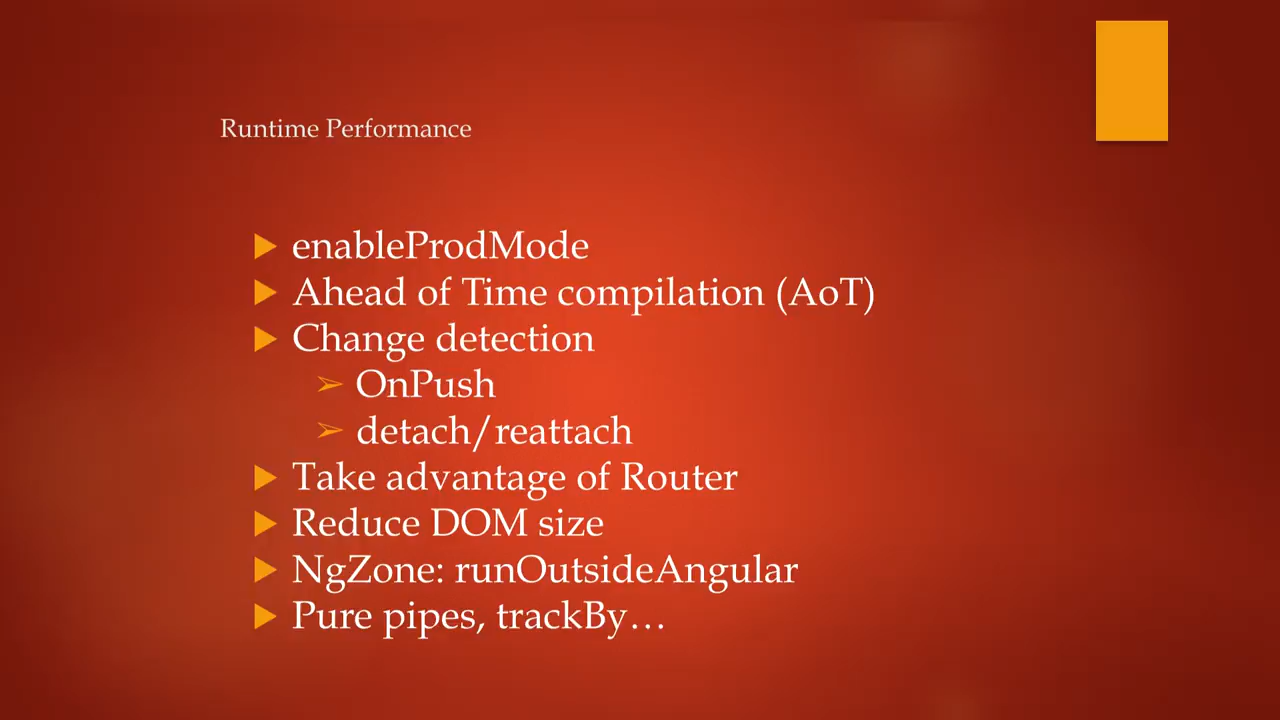 Runtime Performance
enableProdMode
Ahead of Time compilation (AoT)
Change detection
OnPush
detach/reattach
Take advantage of Router
Reduce DOM size
NgZone: runOutsideAngular
Pure pipes, trackBy…